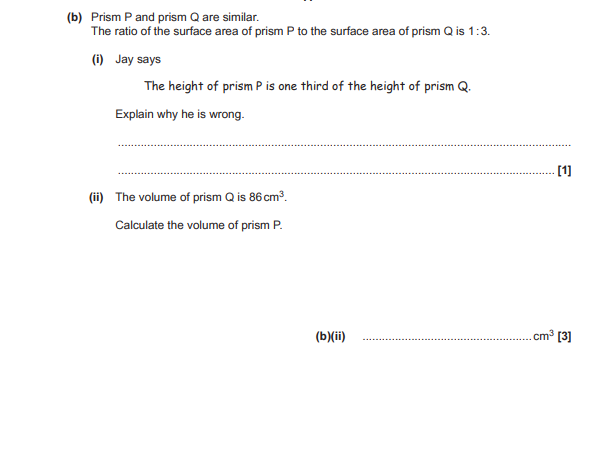 (b) Prism P and prism Q are similar.
The ratio of the surface area of prism P to the surface area of prism Q is 1:3.
(i) Jay says
The height of prism P is one third of the height of prism Q.
Explain why he is wrong.
[1]
(ii) The volume of prism Q is 86 cm³.
Calculate the volume of prism P.
(b)(ii) cm³ [3]